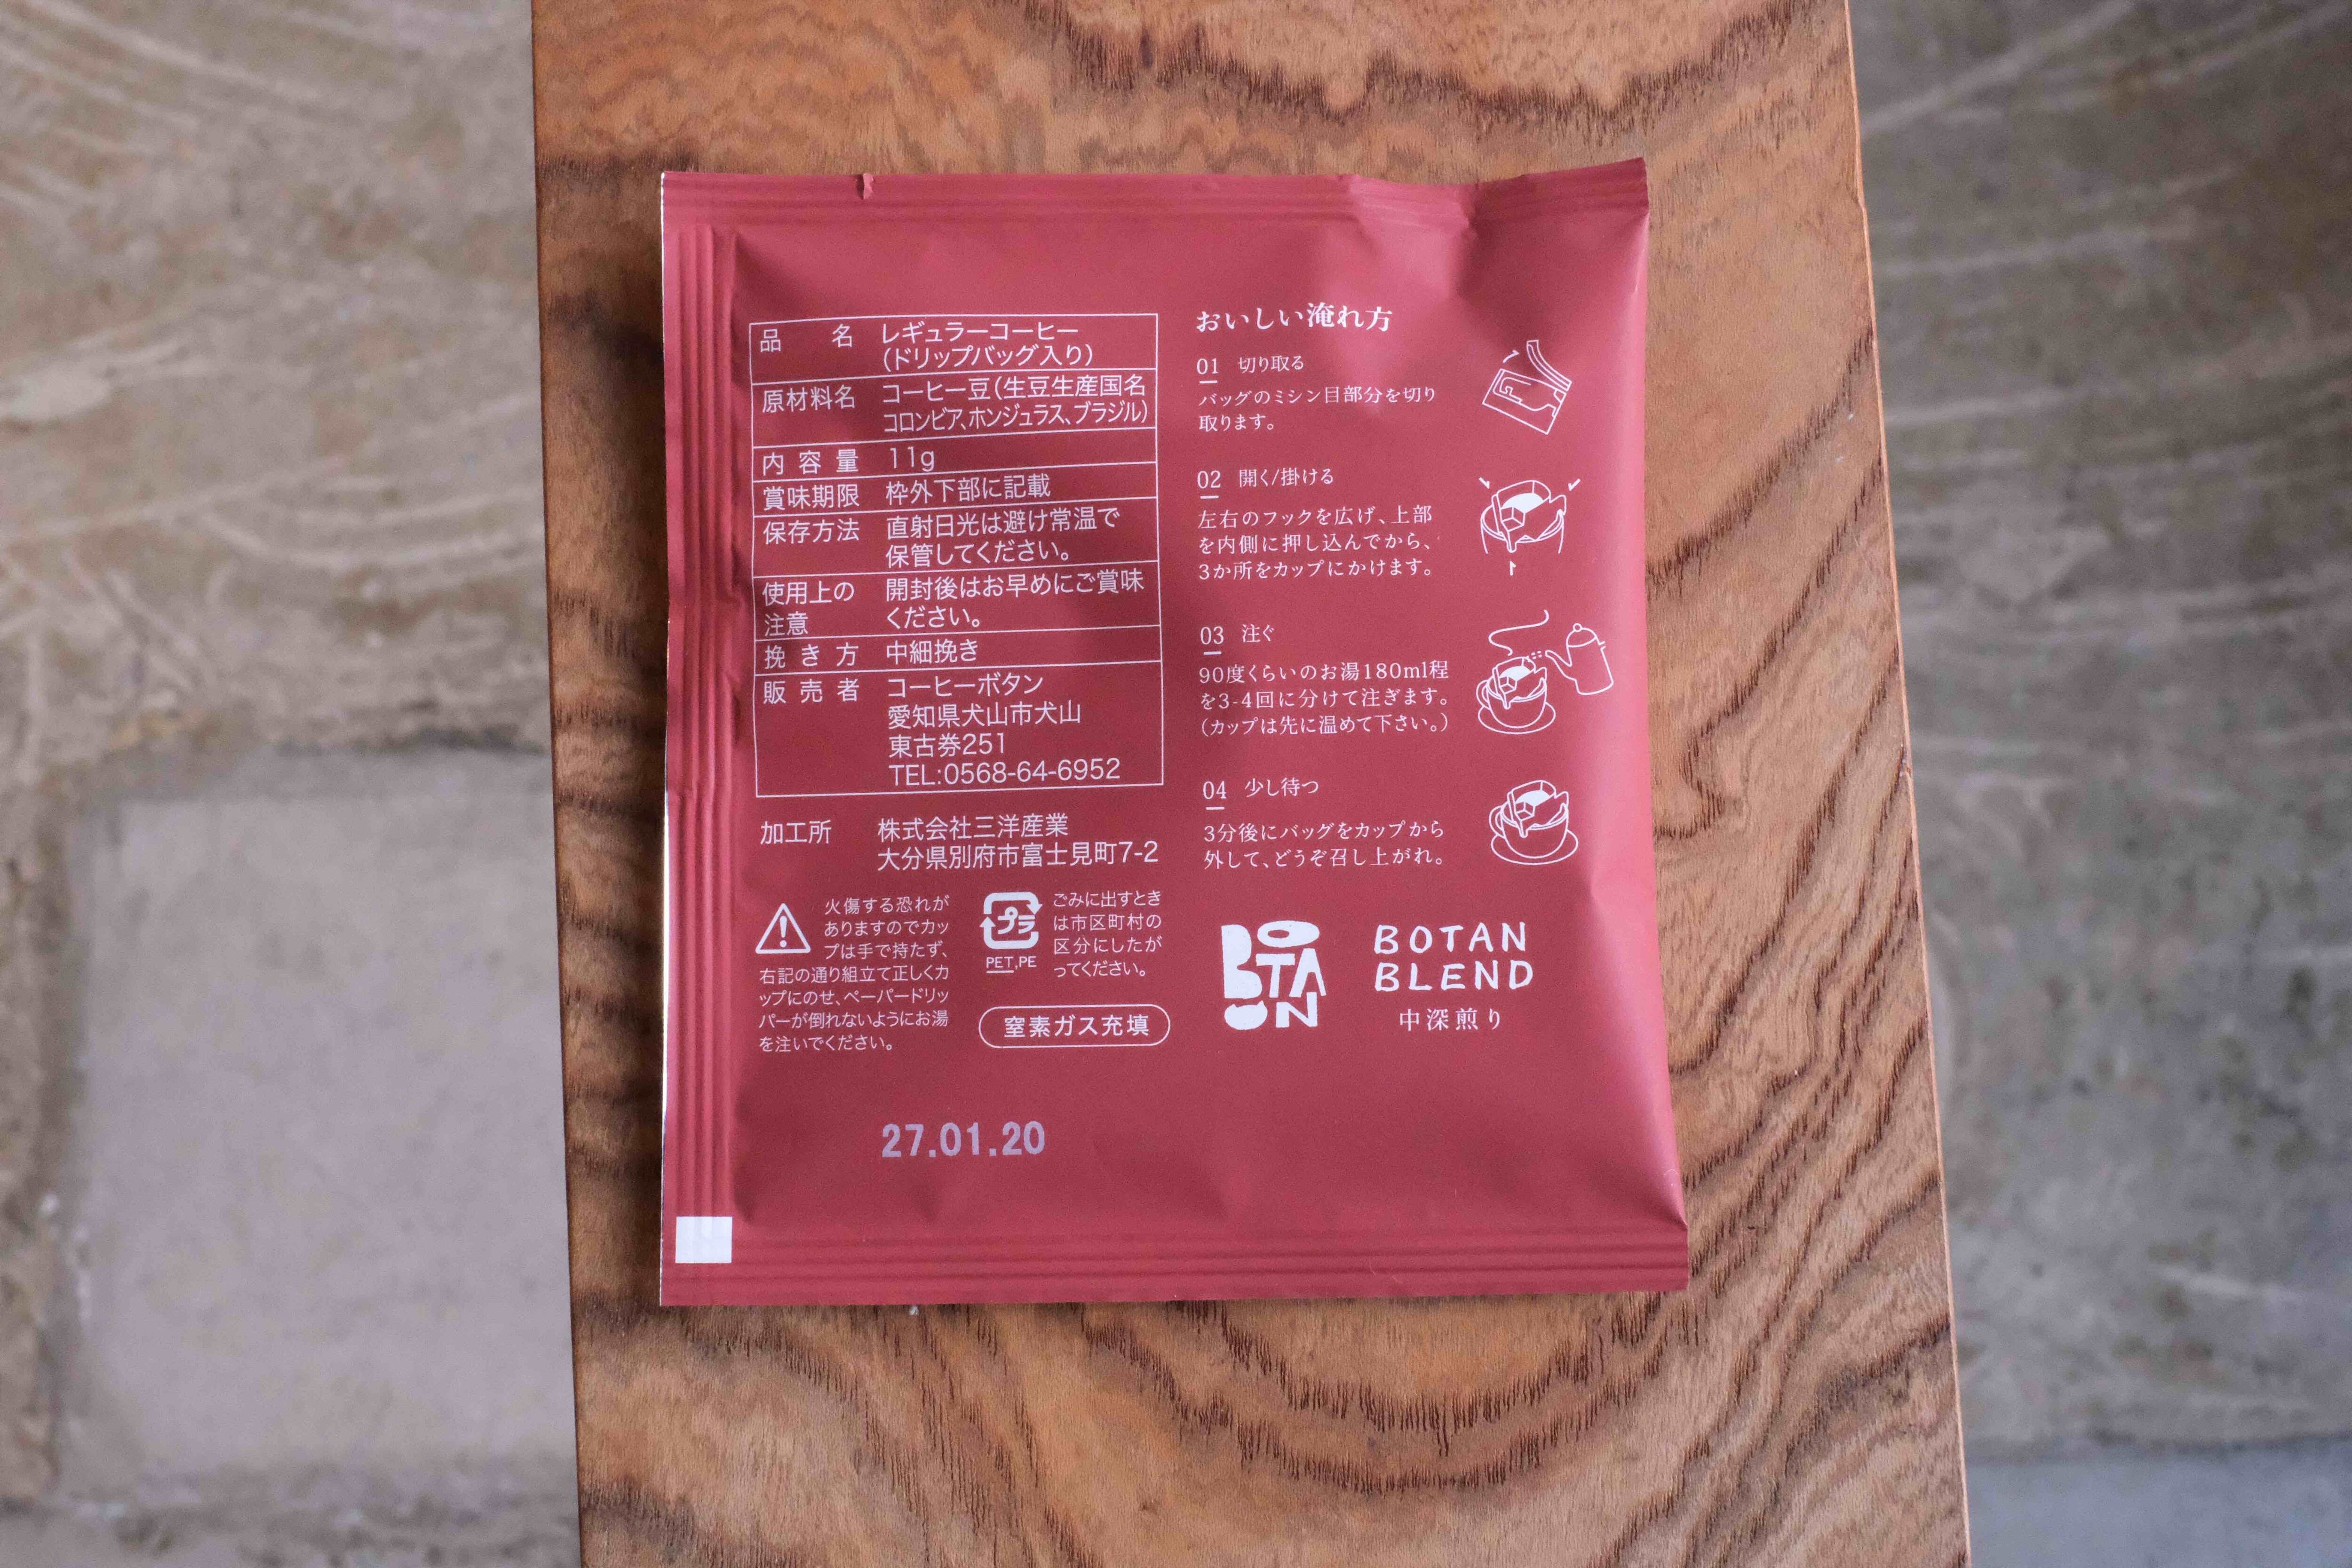 品名 レギュラーコーヒー
(ドリップバッグ入り)
原材料名 コーヒー豆(生豆生産国名
コロンビア、ホンジュラス、ブラジル)
内容量 11g
賞味期限 枠外下部に記載
保存方法 直射日光は避け常温で
保管してください。
使用上の 開封後はお早めにご賞味
注意 ください。
挽き方 中細挽き
販売者 コーヒーボタン
愛知県犬山市犬山
東古券251
TEL:0568-64-6952
加工所 株式会社三洋産業
大分県別府市富士見町7-2
火傷する恐れが
ありますのでカッ
プは手で持たず、
右記の通り組立て正しくカ
ップにのせ、ペーパードリッ
パーが倒れないようにお湯
を注いでください。
プラ
PET,PE
ごみに出すとき
は市区町村の
区分にしたが
ってください。
窒素ガス充填
27.01.20
おいしい淹れ方
01 切り取る
バッグのミシン目部分を切り
取ります。
02 開く/掛ける
左右のフックを広げ、上部
を内側に押し込んでから、
3か所をカップにかけます。
03 注ぐ
90度くらいのお湯180ml程
を3-4回に分けて注ぎます。
(カップは先に温めて下さい。)
04 少し待つ
3分後にバッグをカップから
外して、どうぞ召し上がれ。
BOTAN
BOTAN
BLEND
中深煎り